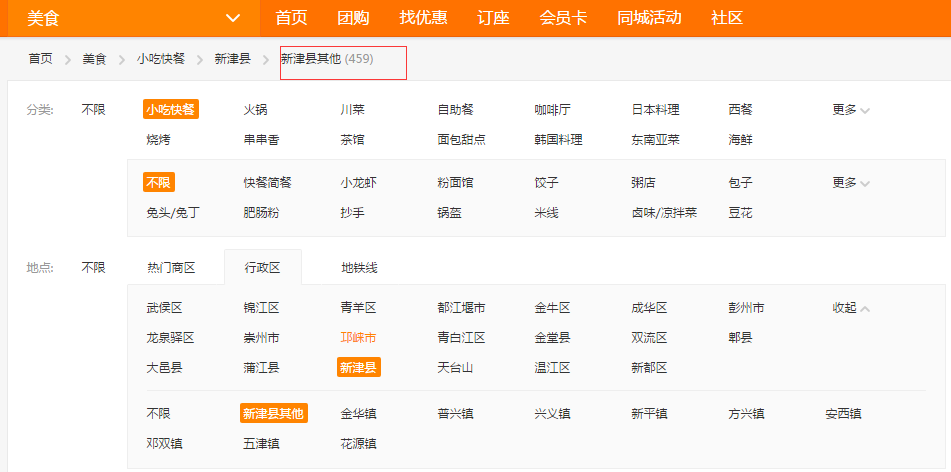 美食 首页 团购 找优惠 订座 会员卡 同城活动 社区
首页 美食 小吃快餐 新津县 新津县其他 (459)
分类: 不限 小吃快餐 火锅 川菜 自助餐 咖啡厅 日本料理 西餐 更多
烧烤 串串香 茶馆 面包甜点 韩国料理 东南亚菜 海鲜
不限 快餐简餐 小龙虾 粉面馆 饺子 粥店 包子 更多
兔头/兔丁 肥肠粉 抄手 锅盔 米线 卤味/凉拌菜 豆花
地点: 不限 热门商区 行政区 地铁线
武侯区 锦江区 青羊区 都江堰市 金牛区 成华区 彭州市 收起
龙泉驿区 崇州市 邛崃市 青白江区 金堂县 双流区 郫县
大邑县 蒲江县 新津县 天台山 温江区 新都区
不限 新津县其他 金华镇 普兴镇 兴义镇 新平镇 方兴镇 安西镇
邓双镇 五津镇 花源镇